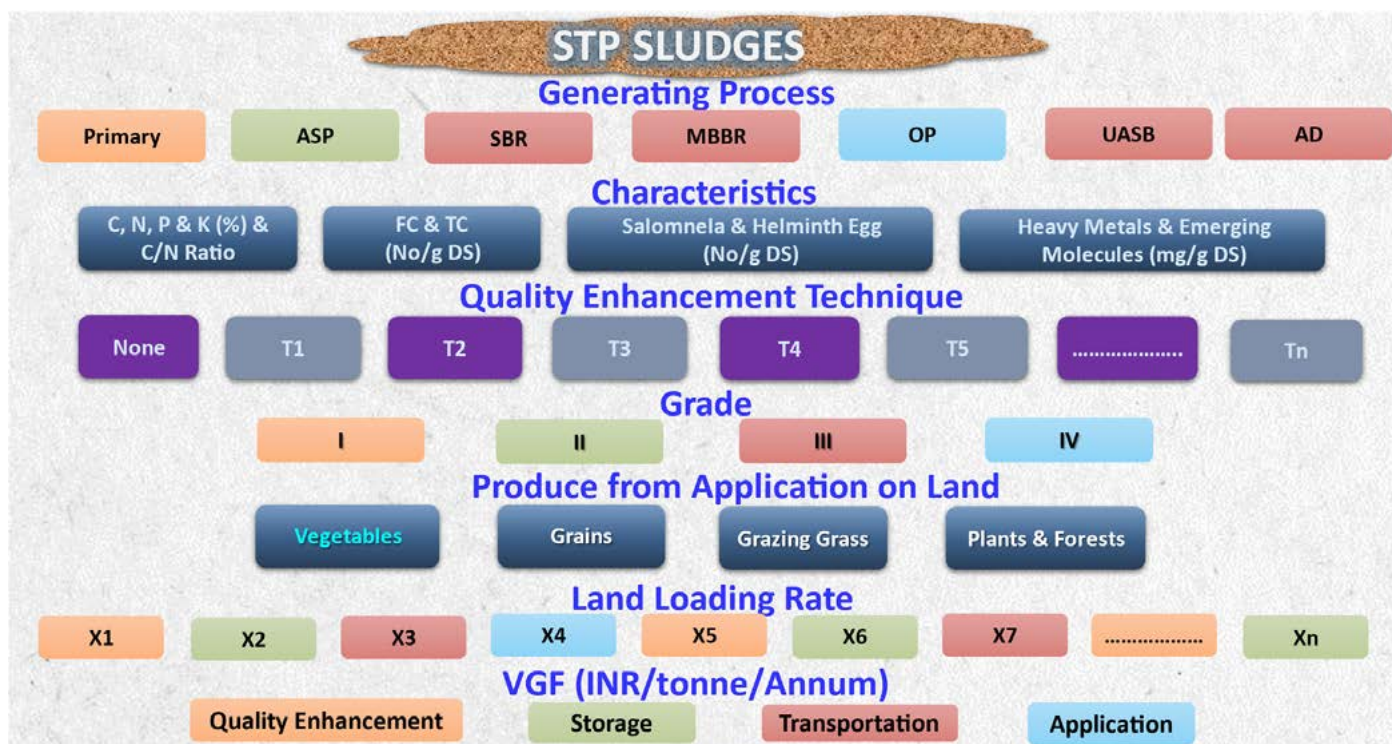 STP SLUDGES
Generating Process
Primary
ASP
SBR
MBBR
OP
UASB
AD
Characteristics
C, N, P & K (%) &
C/N Ratio
FC & TC
(No/g DS)
Salomnela & Helminth Egg
(No/g DS)
Heavy Metals & Emerging
Molecules (mg/g DS)
Quality Enhancement Technique
None
T1
T2
T3
T4
T5
...................
Tn
Grade
I
II
III
IV
Produce from Application on Land
Vegetables
Grains
Grazing Grass
Plants & Forests
Land Loading Rate
X1
X2
X3
X4
X5
X6
X7
.................
Xn
VGF (INR/tonne/Annum)
Quality Enhancement
Storage
Transportation
Application